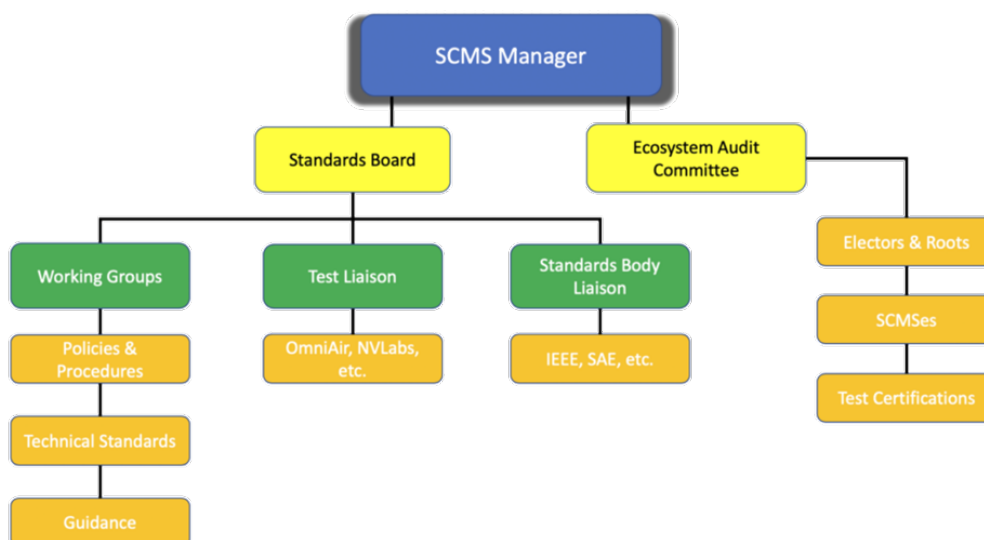 SCMS Manager
Standards Board
Ecosystem Audit
Committee
Working Groups
Test Liaison
Standards Body
Liaison
Electors & Roots
Policies &
Procedures
OmniAir, NVLabs,
etc.
IEEE, SAE, etc.
SCMSes
Technical Standards
Test Certifications
Guidance